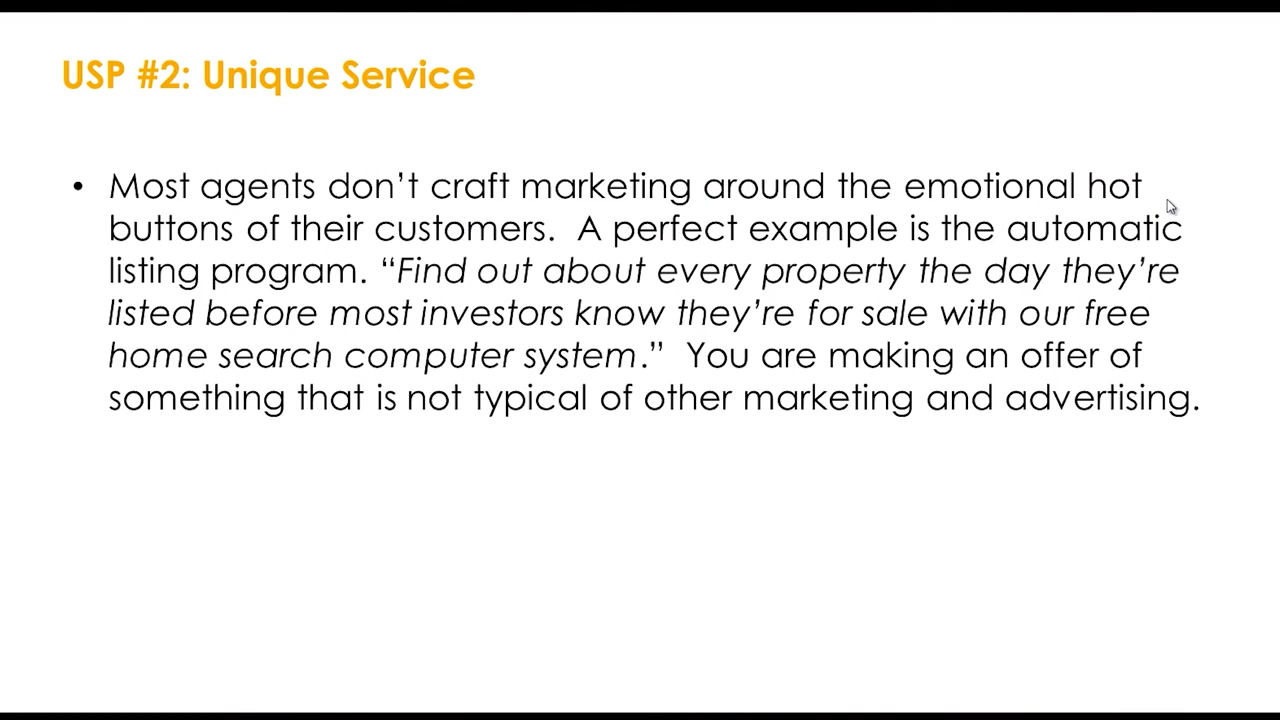 USP #2: Unique Service
• Most agents don’t craft marketing around the emotional hot
buttons of their customers.  A perfect example is the automatic
listing program. “Find out about every property the day they’re
listed before most investors know they’re for sale with our free
home search computer system.”  You are making an offer of
something that is not typical of other marketing and advertising.